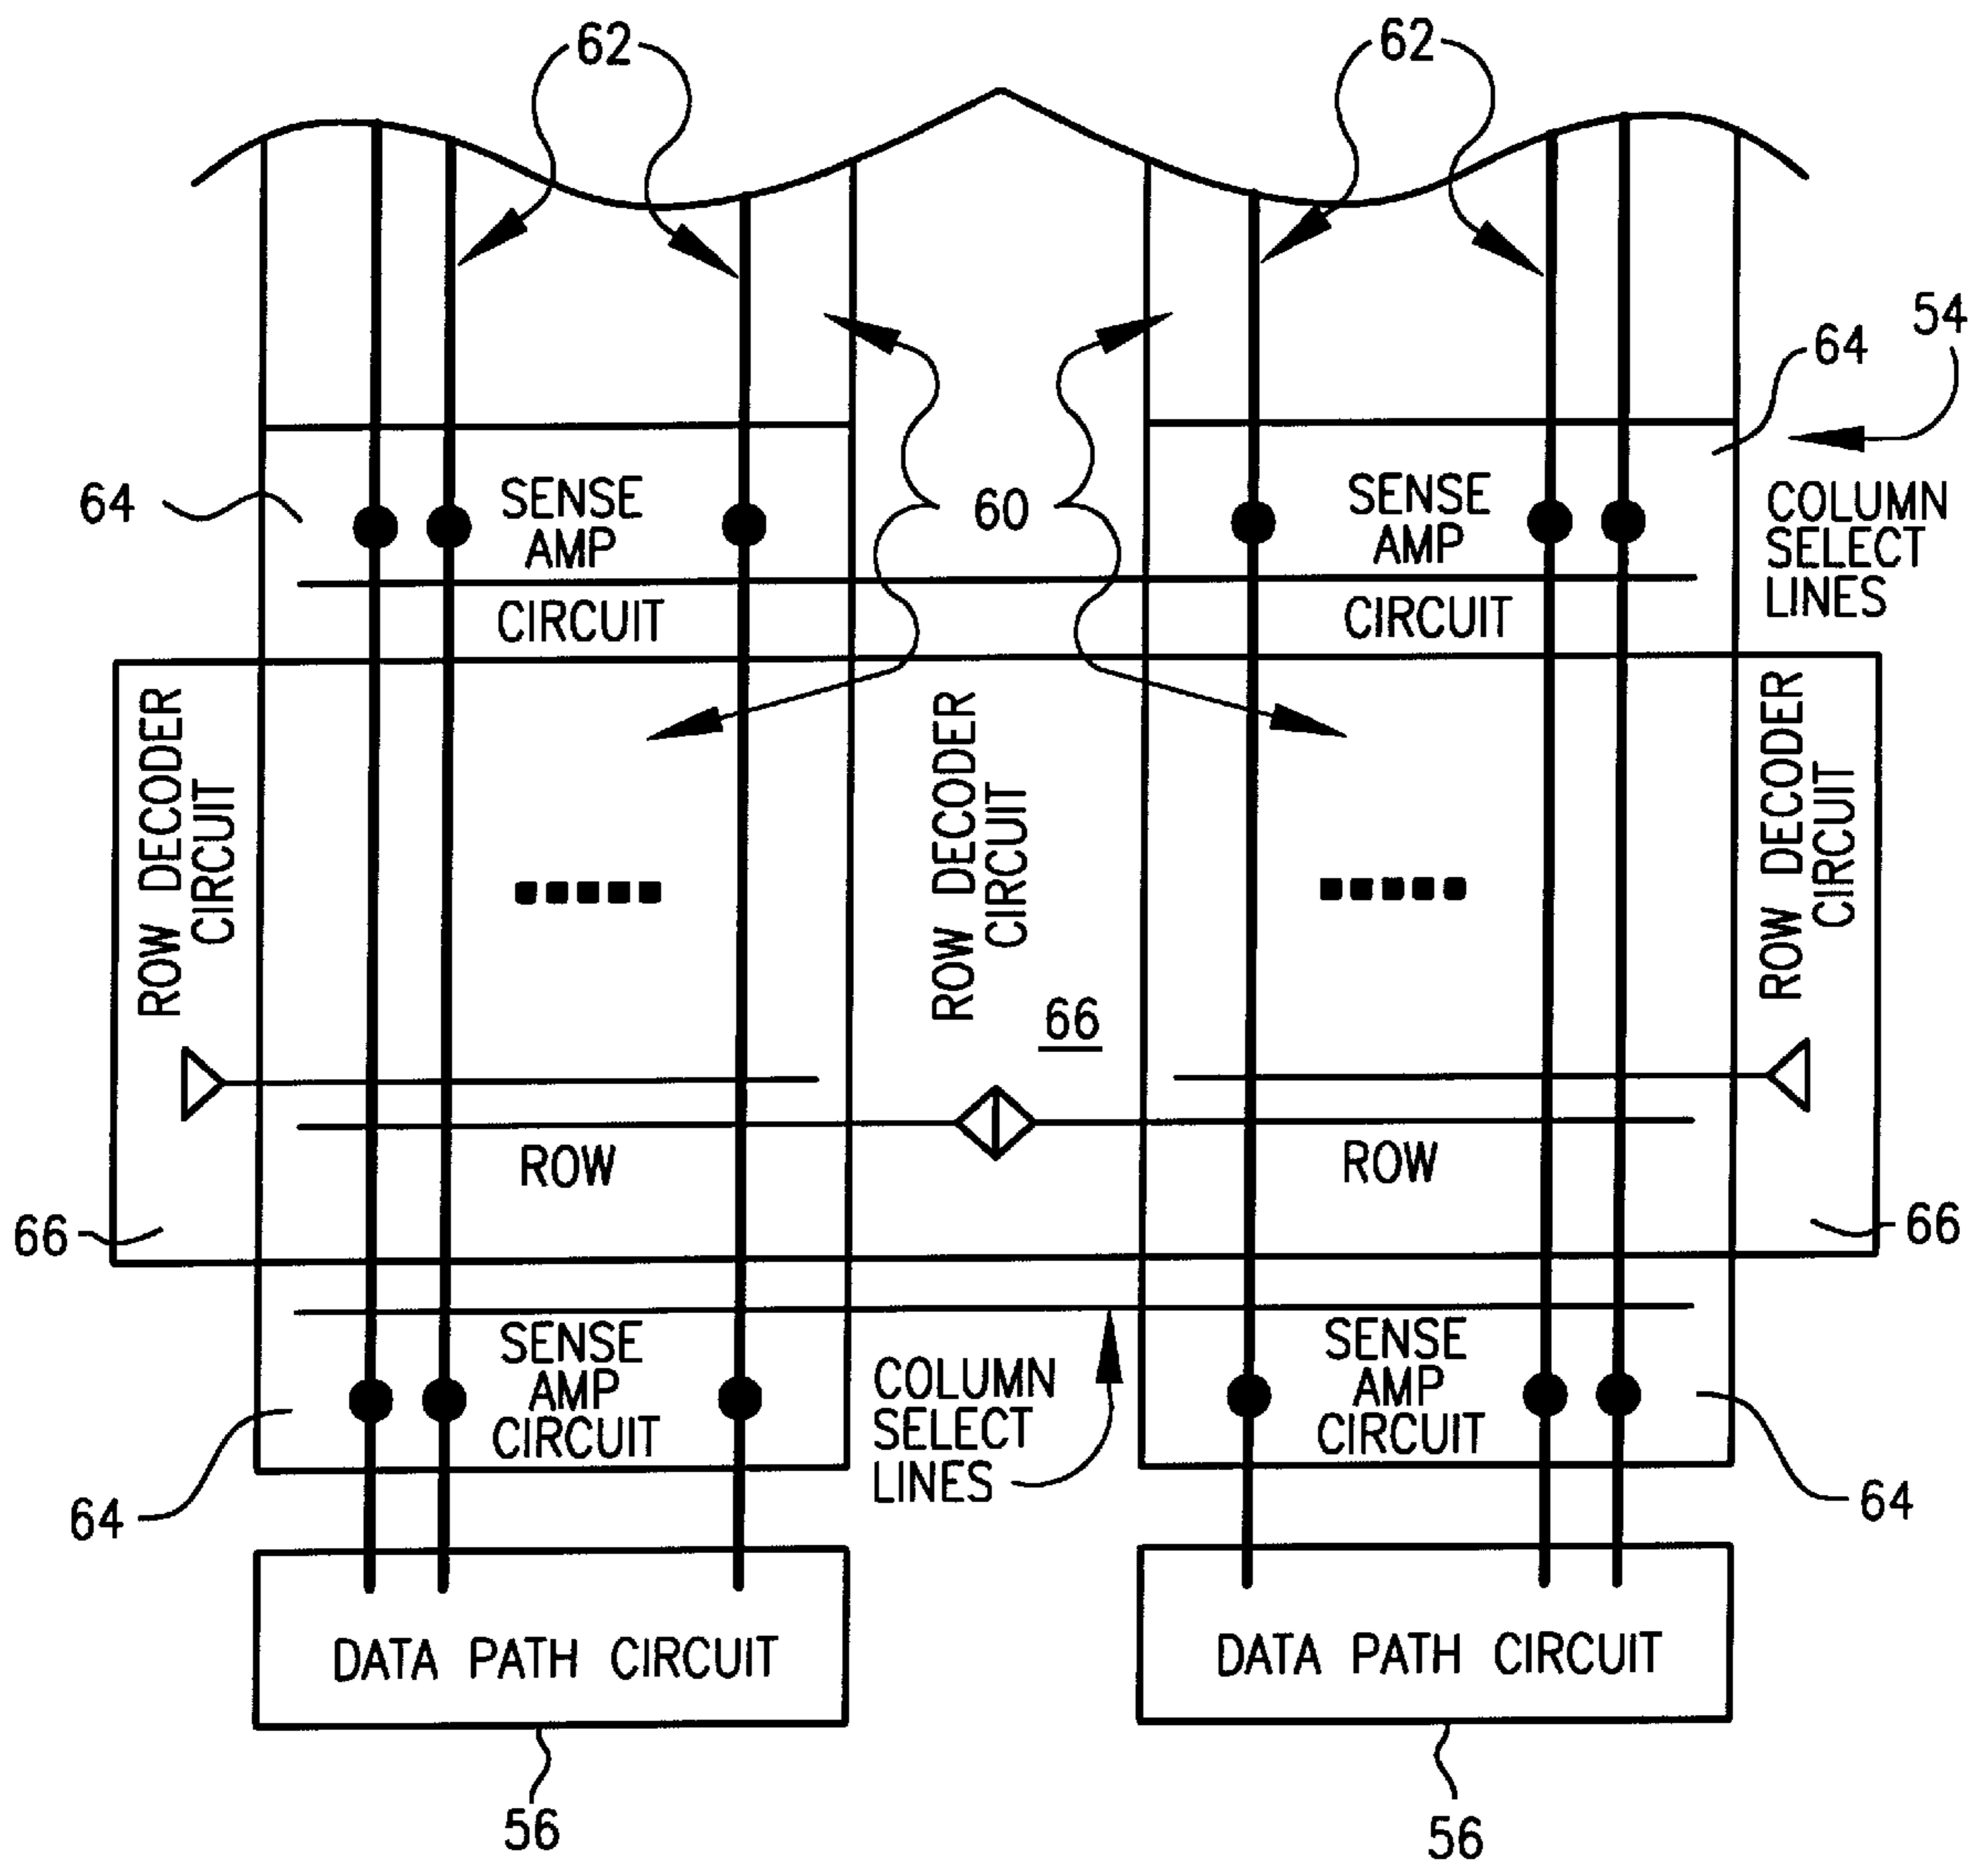 62
62
54
64
64
SENSE
AMP
CIRCUIT
60
SENSE
AMP
CIRCUIT
COLUMN
SELECT
LINES
ROW DECODER
CIRCUIT
ROW DECODER
CIRCUIT
ROW DECODER
CIRCUIT
66
ROW
ROW
66
66
SENSE
AMP
CIRCUIT
COLUMN
SELECT
LINES
SENSE
AMP
CIRCUIT
64
64
DATA PATH CIRCUIT
DATA PATH CIRCUIT
56
56